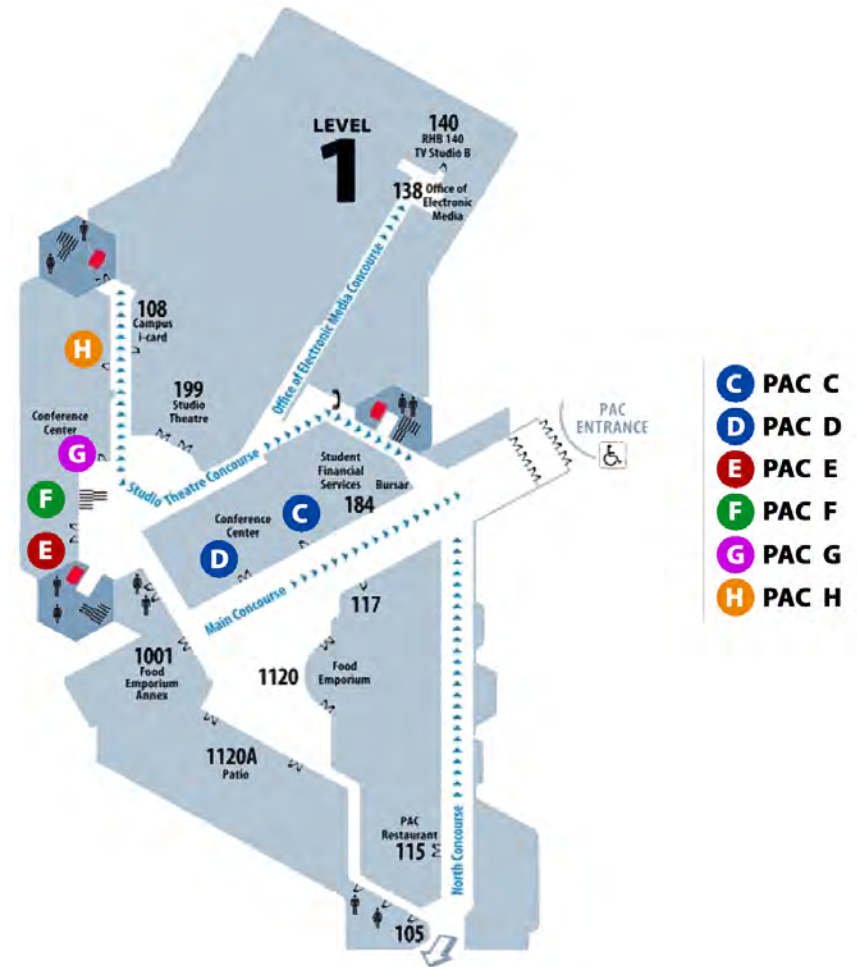 LEVEL
1
140
RHB 140
TV Studio B
138
Office of
Electronic
Media
Office of Electronic Media Concourse
108
Campus
i-card
H
199
Studio
Theatre
Conference
Center
G
F
E
Studio Theatre Concourse
PAC
ENTRANCE
Student
Financial
Services
Bursar
184
C
Conference
Center
D
Main Concourse
117
1001
Food
Emporium
Annex
1120
Food
Emporium
1120A
Patio
PAC
Restaurant
115
North Concourse
105
C PAC C
D PAC D
E PAC E
F PAC F
G PAC G
H PAC H